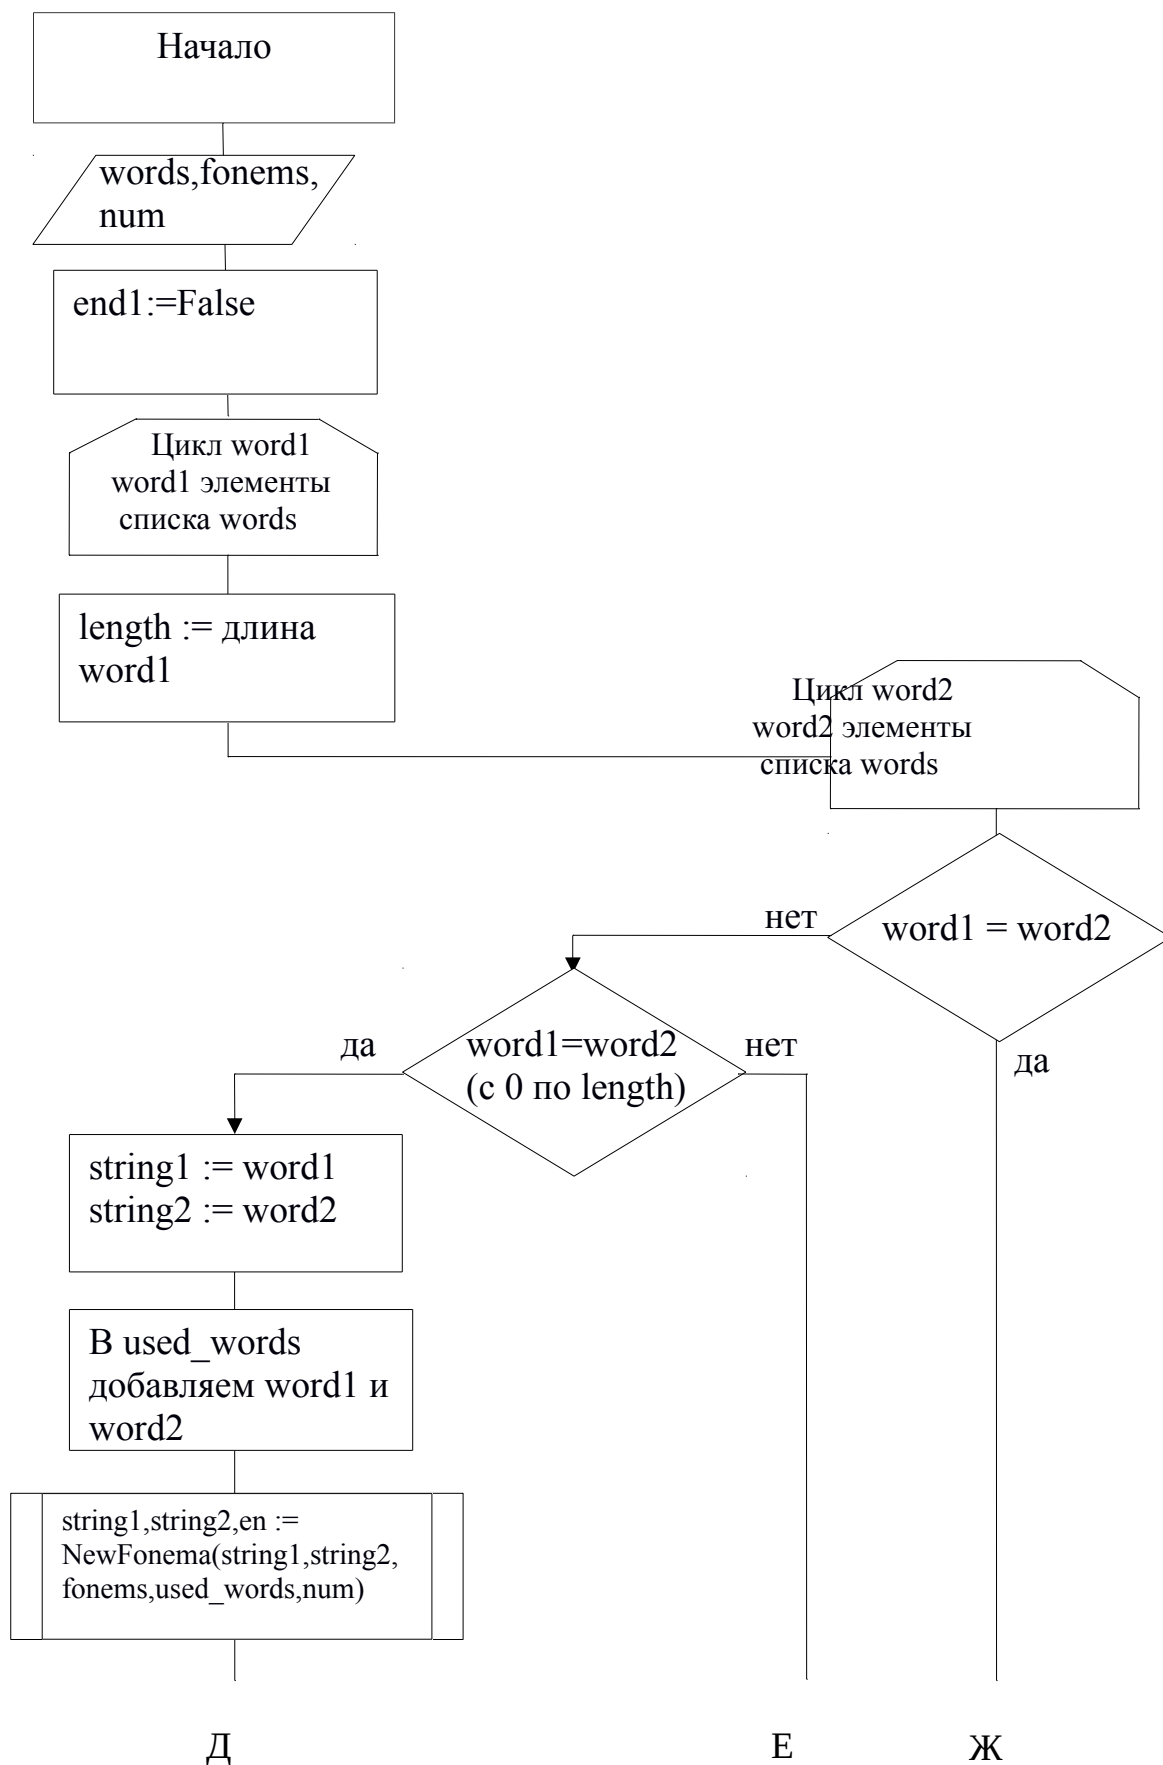 Начало
words,fonems,
num
end1:=False
Цикл word1
word1 элементы
списка words
length := длина
word1
Цикл word2
word2 элементы
списка words
нет
word1 = word2
да
word1=word2
(с 0 по length)
нет
да
string1 := word1
string2 := word2
В used_words
добавляем word1 и
word2
string1,string2,en :=
NewFonema(string1,string2,
fonems,used_words,num)
Д
Е
Ж